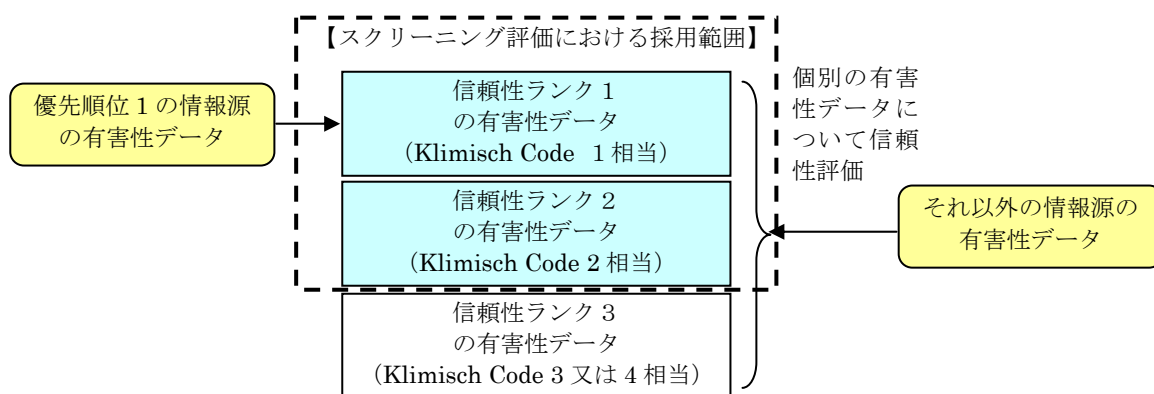 【スクリーニング評価における採用範囲】
優先順位１の情報源
の有害性データ
信頼性ランク１
の有害性データ
（Klimisch Code 1 相当）
個別の有害
性データに
ついて信頼
性評価
信頼性ランク２
の有害性データ
（Klimisch Code 2 相当）
それ以外の情報源の
有害性データ
信頼性ランク３
の有害性データ
（Klimisch Code 3 又は 4 相当）